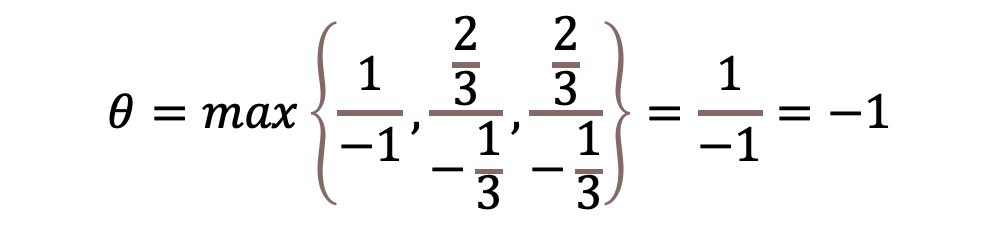 θ = max { 1/−1 , 2/3 / −1/3 , 2/3 / −1/3 } = 1/−1 = −1